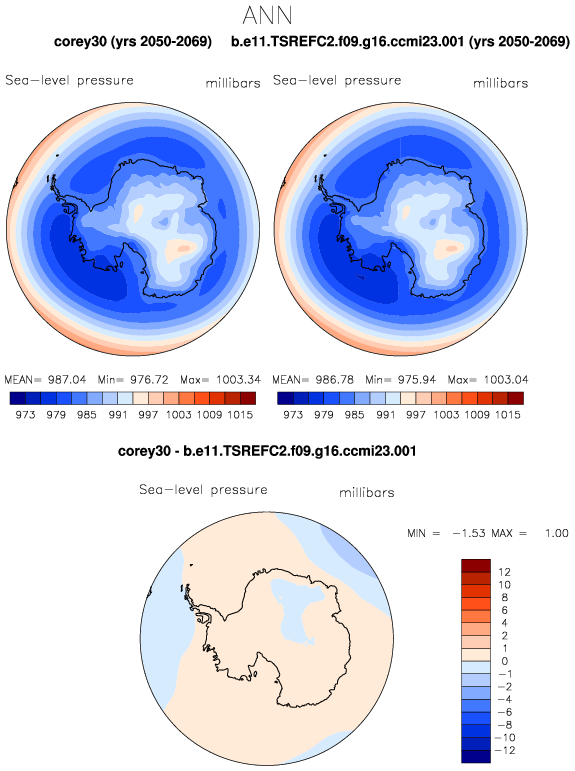 ANN
corey30 (yrs 2050-2069) b.e11.TSREFC2.f09.g16.ccmi23.001 (yrs 2050-2069)
Sea-level pressure millibars Sea-level pressure millibars
MEAN= 987.04 Min= 976.72 Max= 1003.34 MEAN= 986.78 Min= 975.94 Max= 1003.04
973 979 985 991 997 1003 1009 1015 973 979 985 991 997 1003 1009 1015
corey30 - b.e11.TSREFC2.f09.g16.ccmi23.001
Sea-level pressure millibars
MIN = -1.53 MAX = 1.00
12
10
8
6
4
2
1
0
-1
-2
-4
-6
-8
-10
-12